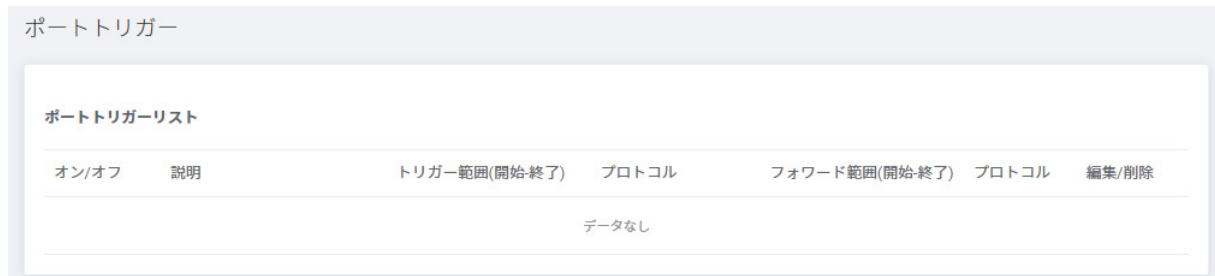 ポートトリガー
ポートトリガーリスト
オン/オフ 説明 トリガー範囲(開始-終了) プロトコル フォワード範囲(開始-終了) プロトコル 編集/削除
データなし